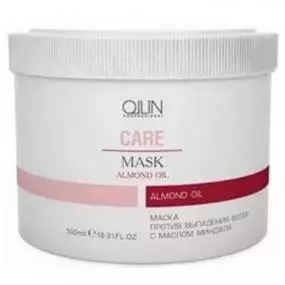 OLLIN
PROFESSIONAL
CARE
MASK
ALMOND OIL
ALMOND OIL
МАСКА
ПРОТИВ ВЫПАДЕНИЯ ВОЛОС
С МАСЛОМ МИНДАЛЯ
500ml ℮ 16.91FL.OZ